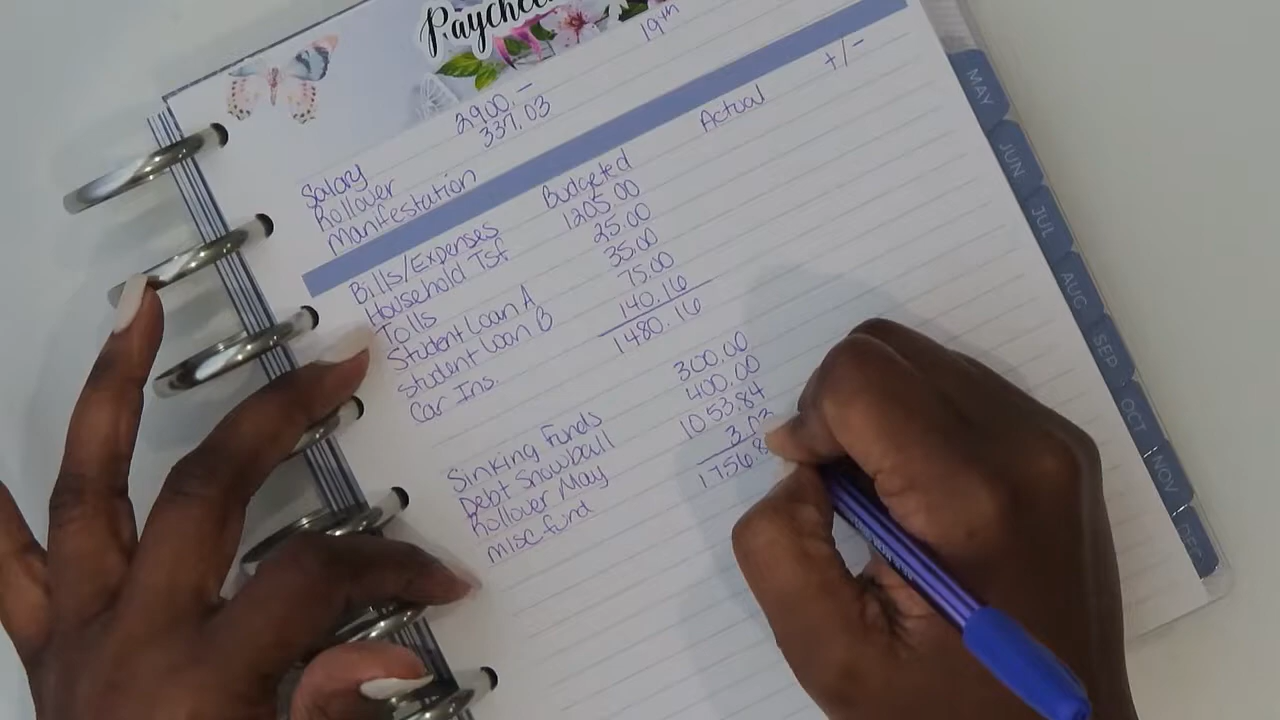 19th
Salary 2900.-
Rollover 337.03
Manifestation
Bills/Expenses Budgeted Actual +/-
Household Tsf 1205.00
Tolls 25.00
Student Loan A 35.00
Student Loan B 75.00
Car Ins. 140.16
1480.16
Sinking Funds 300.00
Debt Snowball 400.00
Rollover May 1053.84
misc fund 3.03
MAY
JUN
JUL
AUG
SEP
OCT
NOV
DEC